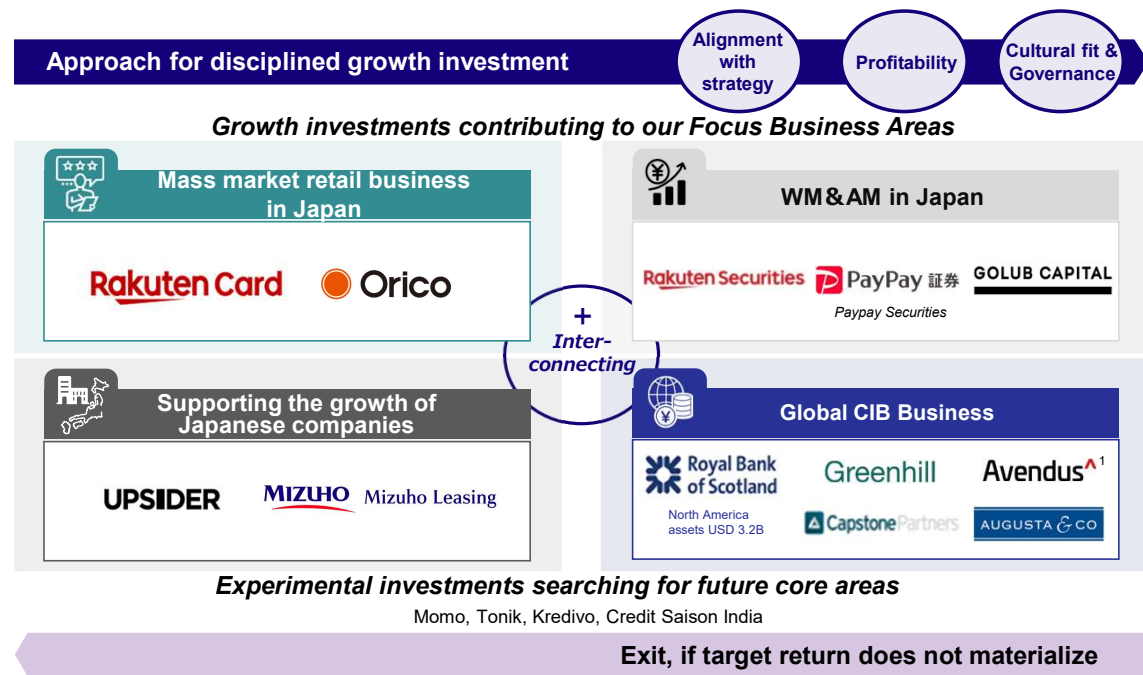 Approach for disciplined growth investment
Alignment
with
strategy
Profitability
Cultural fit &
Governance
Growth investments contributing to our Focus Business Areas
Mass market retail business
in Japan
Rakuten Card
Orico
WM&AM in Japan
Rakuten Securities
PayPay 証券
Paypay Securities
GOLUB CAPITAL
+
Inter-
connecting
Supporting the growth of
Japanese companies
UPSIDER
MIZUHO Mizuho Leasing
Global CIB Business
Royal Bank
of Scotland
North America
assets USD 3.2B
Greenhill
Avendus^ 1
Capstone Partners
AUGUSTA & CO
Experimental investments searching for future core areas
Momo, Tonik, Kredivo, Credit Saison India
Exit, if target return does not materialize